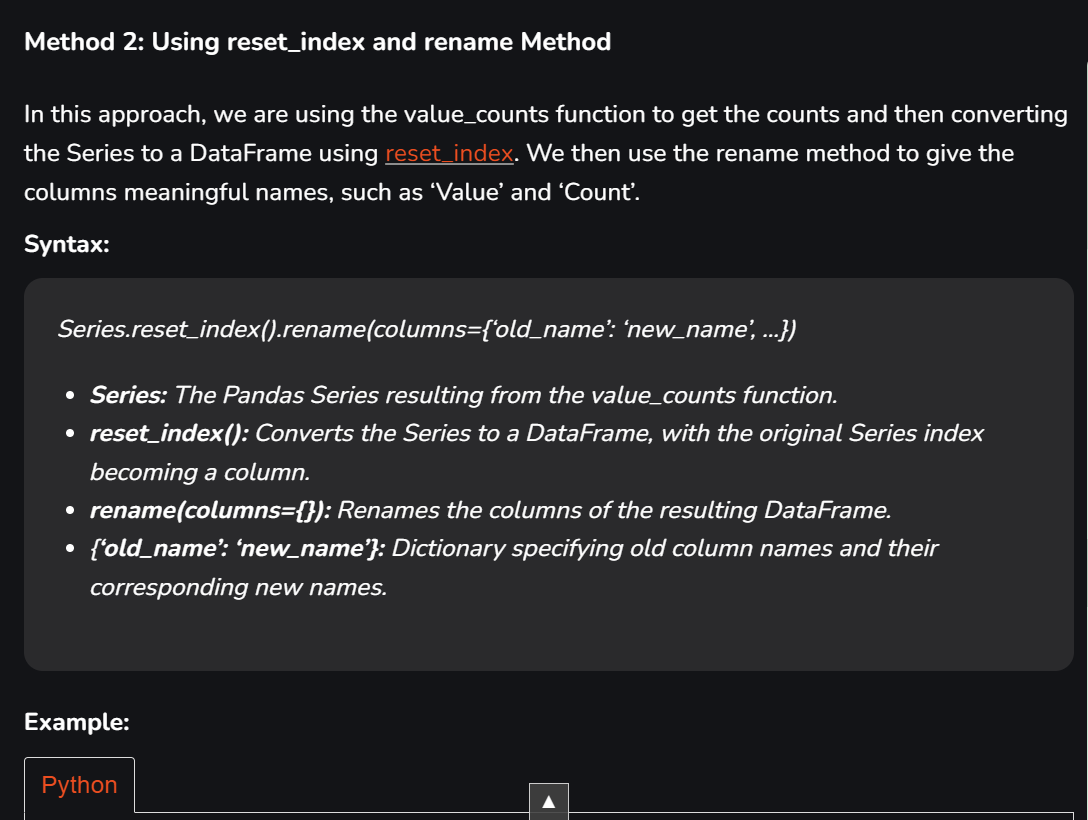 Method 2: Using reset_index and rename Method
In this approach, we are using the value_counts function to get the counts and then converting
the Series to a DataFrame using reset_index. We then use the rename method to give the
columns meaningful names, such as ‘Value’ and ‘Count’.
Syntax:
Series.reset_index().rename(columns={‘old_name’: ‘new_name’, …})
• Series: The Pandas Series resulting from the value_counts function.
• reset_index(): Converts the Series to a DataFrame, with the original Series index
becoming a column.
• rename(columns={}): Renames the columns of the resulting DataFrame.
• {‘old_name’: ‘new_name’}: Dictionary specifying old column names and their
corresponding new names.
Example:
Python